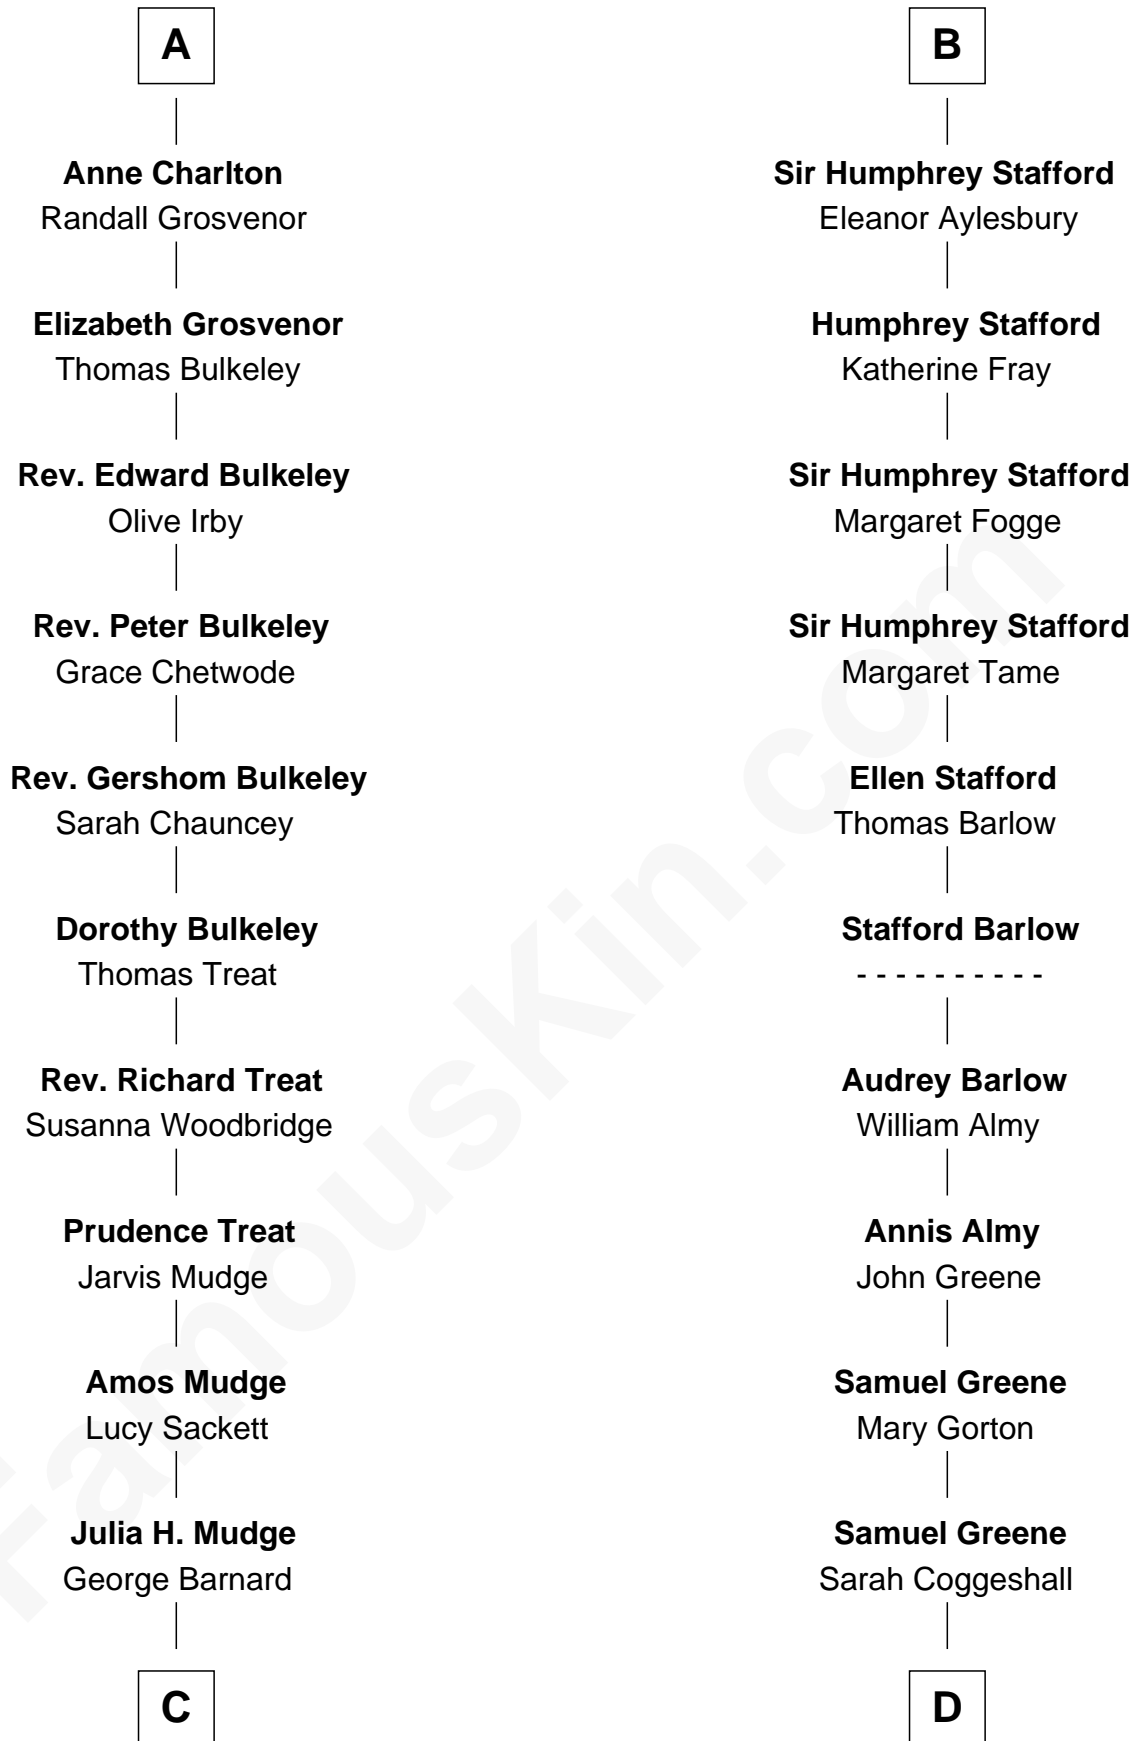 A
Anne Charlton
Randall Grosvenor
Elizabeth Grosvenor
Thomas Bulkeley
Rev. Edward Bulkeley
Olive Irby
Rev. Peter Bulkeley
Grace Chetwode
Rev. Gershom Bulkeley
Sarah Chauncey
Dorothy Bulkeley
Thomas Treat
Rev. Richard Treat
Susanna Woodbridge
Prudence Treat
Jarvis Mudge
Amos Mudge
Lucy Sackett
Julia H. Mudge
George Barnard
C
B
Sir Humphrey Stafford
Eleanor Aylesbury
Humphrey Stafford
Katherine Fray
Sir Humphrey Stafford
Margaret Fogge
Sir Humphrey Stafford
Margaret Tame
Ellen Stafford
Thomas Barlow
Stafford Barlow
- - - - - - - - - -
Audrey Barlow
William Almy
Annis Almy
John Greene
Samuel Greene
Mary Gorton
Samuel Greene
Sarah Coggeshall
D
FamousKin.com